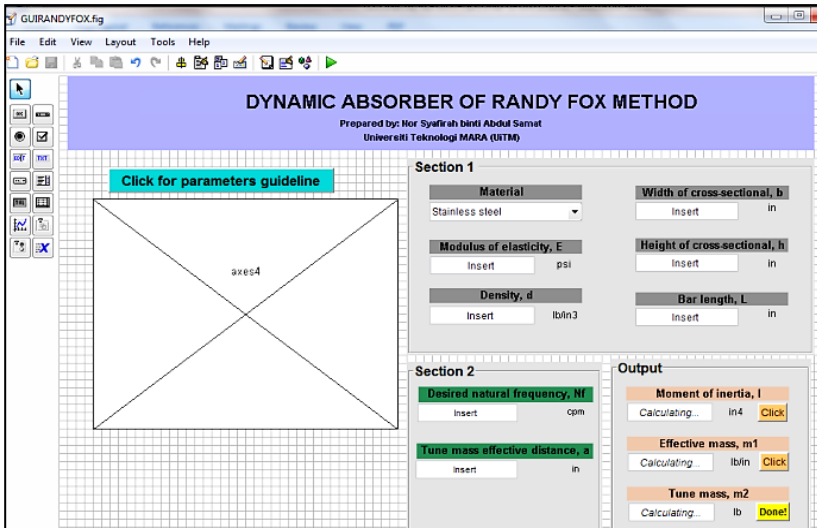 GUIRANDYFOX.fig
File Edit View Layout Tools Help
DYNAMIC ABSORBER OF RANDY FOX METHOD
Prepared by: Nor Syafirah binti Abdul Samat
Universiti Teknologi MARA (UiTM)
Click for parameters guideline
axes4
Section 1
Material
Stainless steel
Modulus of elasticity, E
Insert psi
Density, d
Insert lb/in3
Width of cross-sectional, b
Insert in
Height of cross-sectional, h
Insert in
Bar length, L
Insert in
Section 2
Desired natural frequency, Nf
Insert cpm
Tune mass effective distance, a
Insert in
Output
Moment of inertia, I
Calculating... in4 Click
Effective mass, m1
Calculating... lb/in Click
Tune mass, m2
Calculating... lb Done!